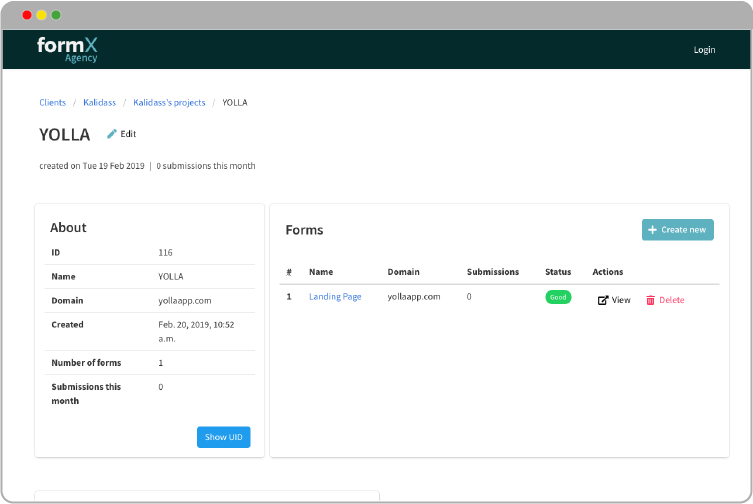 formX
Agency
Login
Clients / Kalidass / Kalidass's projects / YOLLA
YOLLA Edit
created on Tue 19 Feb 2019 | 0 submissions this month
About
ID 116
Name YOLLA
Domain yollaapp.com
Created Feb. 20, 2019, 10:52
a.m.
Number of forms 1
Submissions this 0
month
Show UID
Forms
Create new
# Name Domain Submissions Status Actions
1 Landing Page yollaapp.com 0 Good View Delete